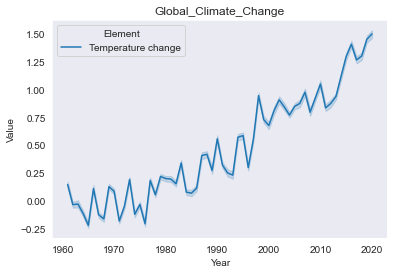 Global_Climate_Change
Element
Temperature change
1.50
1.25
1.00
0.75
0.50
0.25
0.00
−0.25
Value
1960 1970 1980 1990 2000 2010 2020
Year